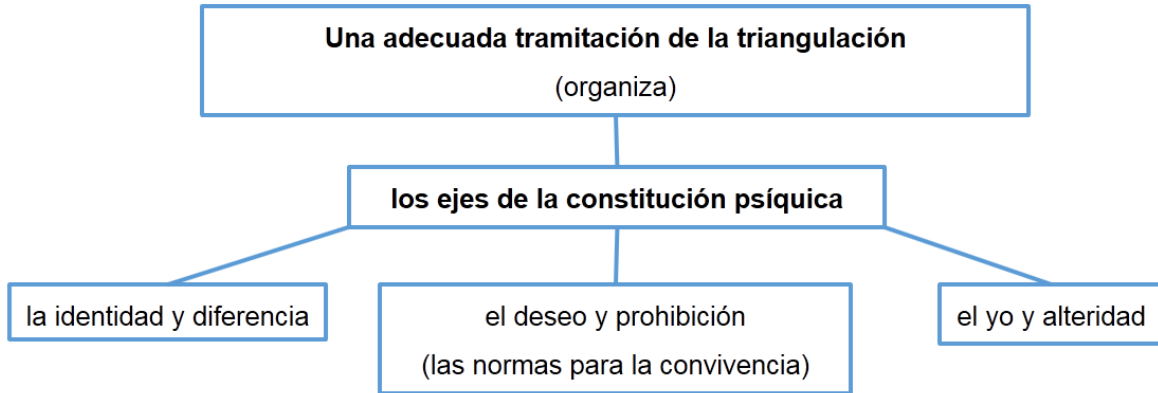 Una adecuada tramitación de la triangulación
(organiza)
los ejes de la constitución psíquica
la identidad y diferencia
el deseo y prohibición
(las normas para la convivencia)
el yo y alteridad